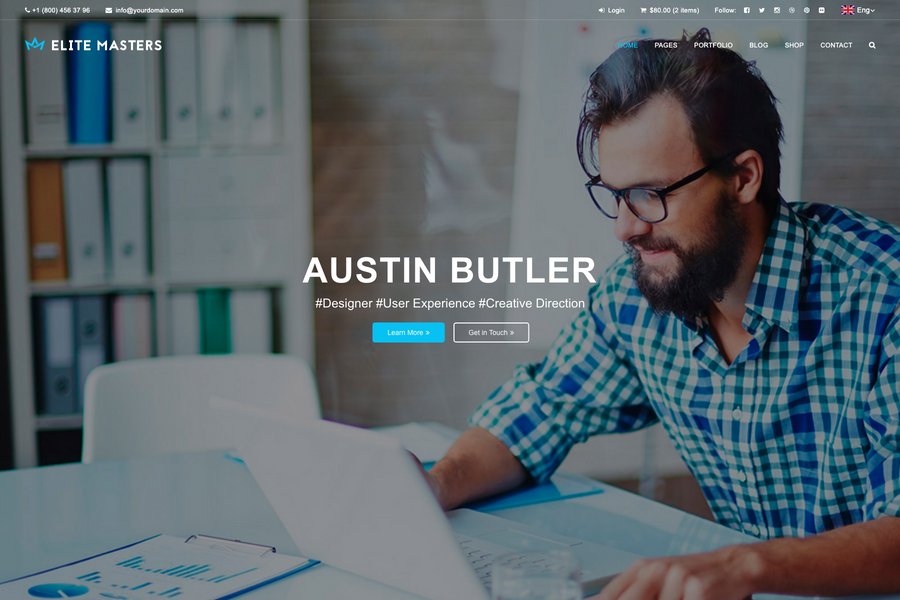 +1 (800) 456 37 96 info@yourdomain.com Login $80.00 (2 items) Follow: Eng
ELITE MASTERS HOME PAGES PORTFOLIO BLOG SHOP CONTACT
AUSTIN BUTLER
#Designer #User Experience #Creative Direction
Learn More » Get in Touch »